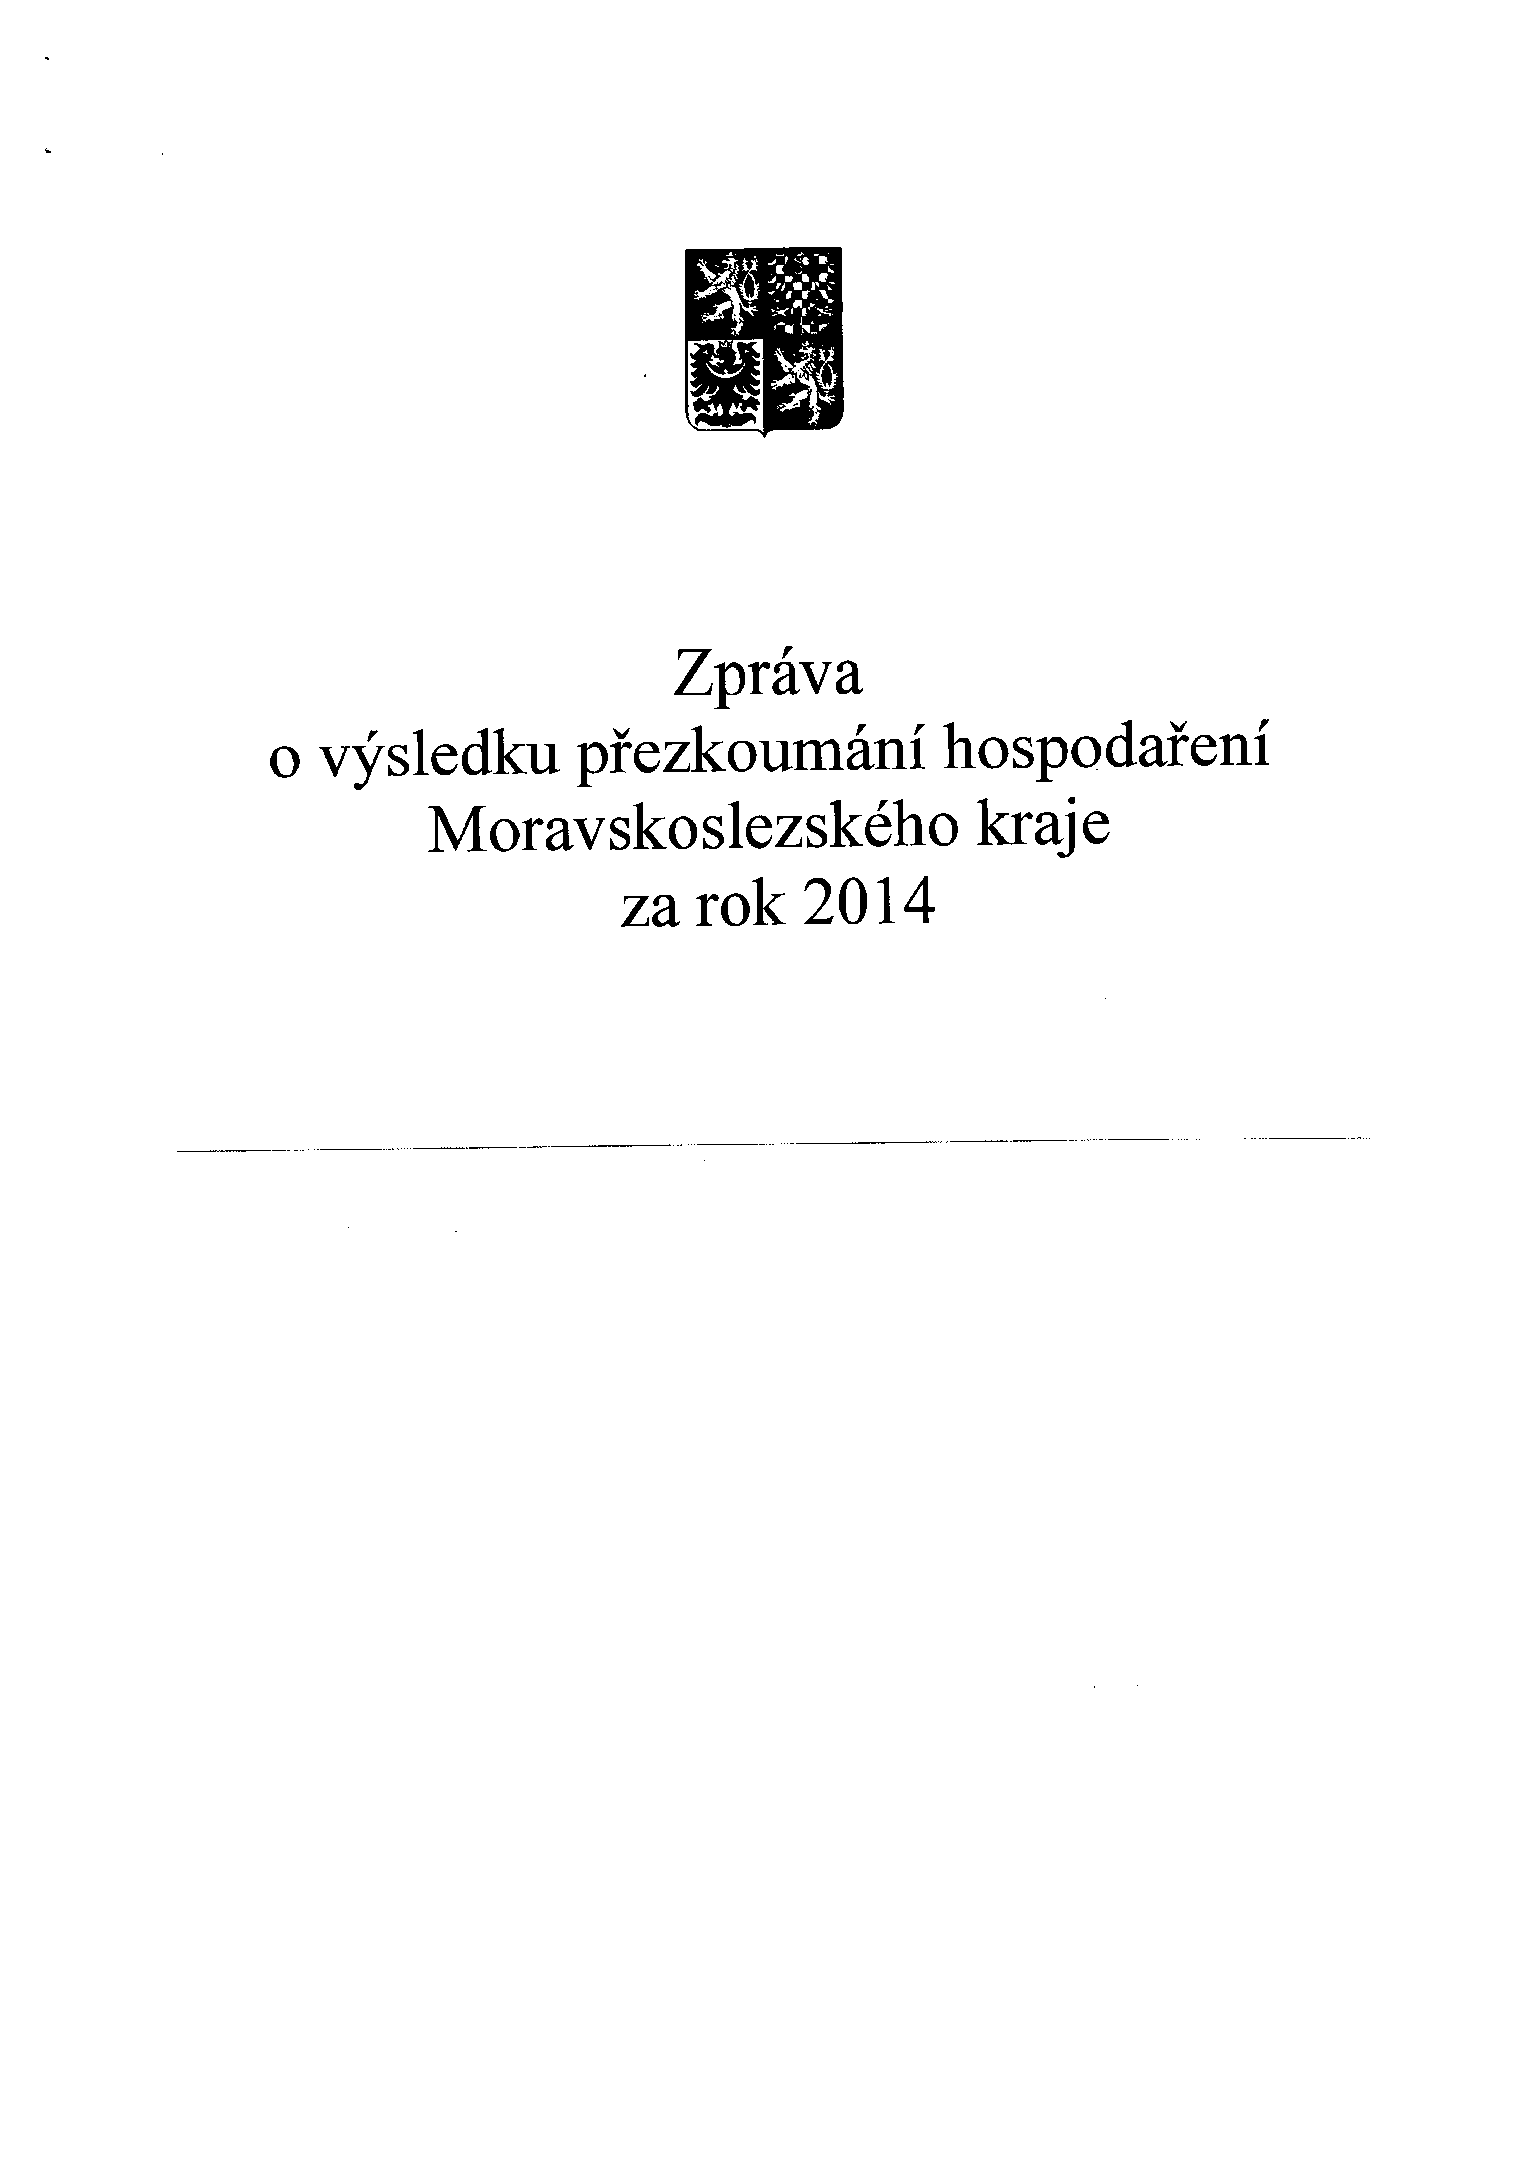 Zpráva
o výsledku přezkoumání hospodaření
Moravskoslezského kraje
za rok 2014